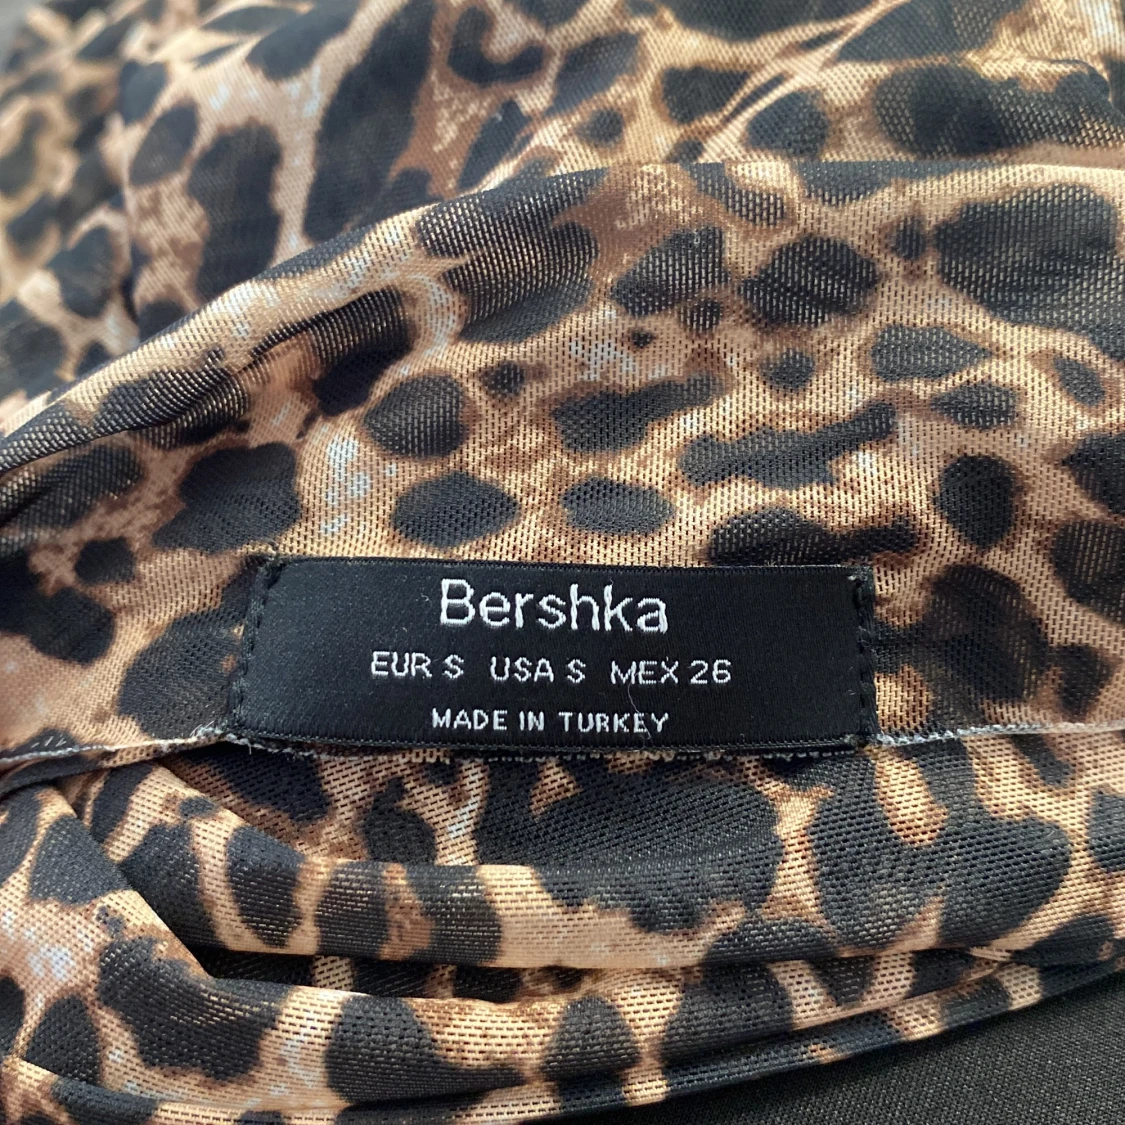 Bershka
EUR S USA S MEX 26
MADE IN TURKEY